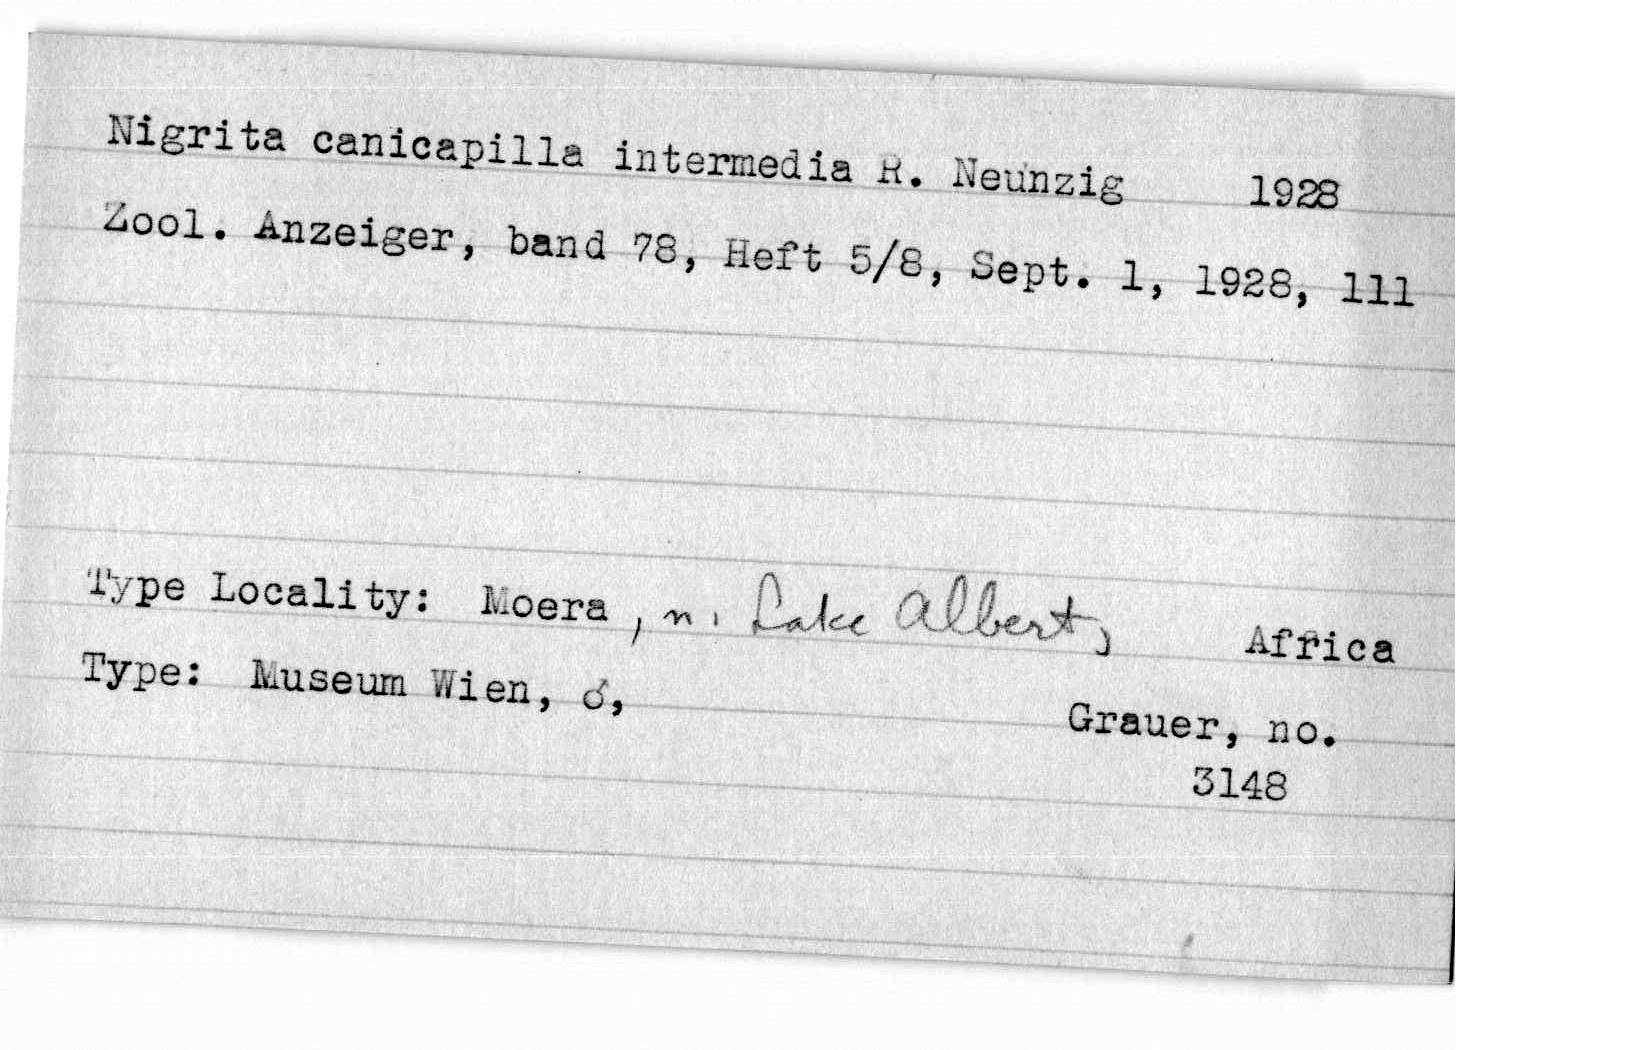 Nigrita canicapilla intermedia R. Neunzig 1928
Zool. Anzeiger, band 78, Heft 5/8, Sept. 1, 1928, 111
Type Locality: Moera, n. Lake Albert, Africa
Type: Museum Wien, ♂, Grauer, no.
3148